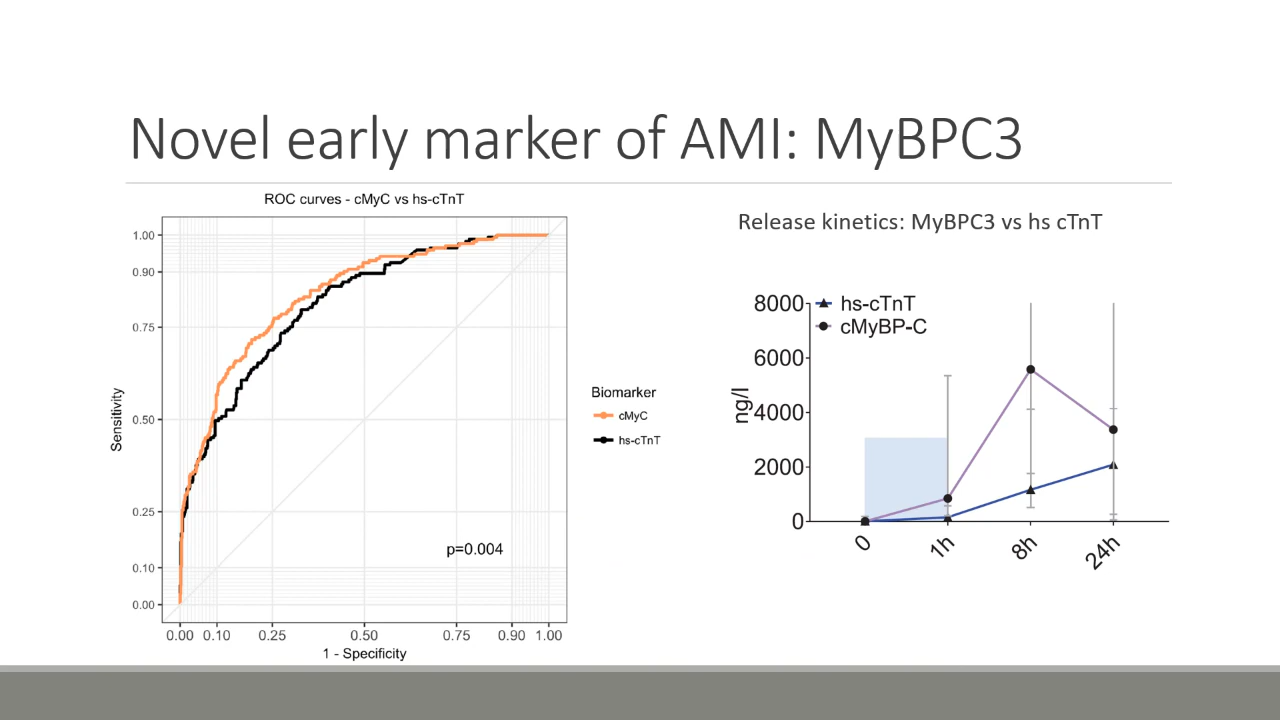 Novel early marker of AMI: MyBPC3
ROC curves - cMyC vs hs-cTnT
1.00
0.90
0.75
0.50
0.25
0.10
0.00
Sensitivity
p=0.004
0.00 0.10 0.25 0.50 0.75 0.90 1.00
1 - Specificity
Biomarker
cMyC
hs-cTnT
Release kinetics: MyBPC3 vs hs cTnT
hs-cTnT
cMyBP-C
8000
6000
4000
2000
0
ng/l
0 1h 8h 24h